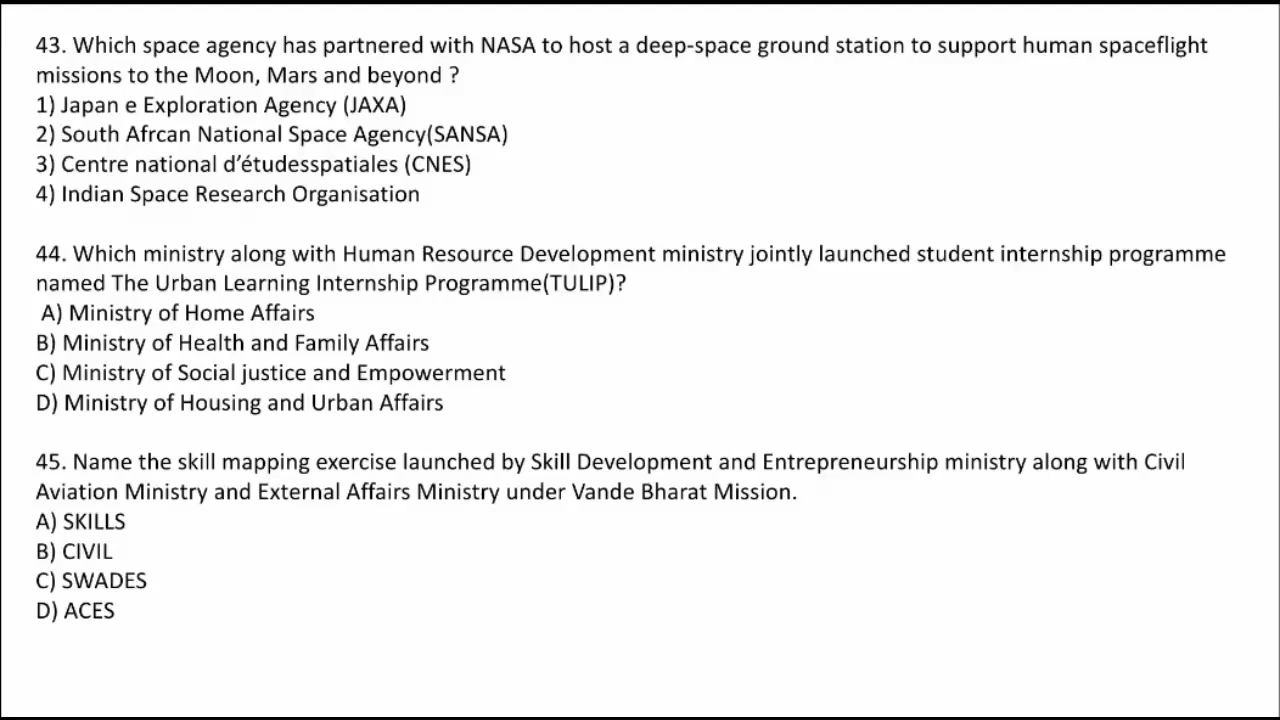 43. Which space agency has partnered with NASA to host a deep-space ground station to support human spaceflight
missions to the Moon, Mars and beyond ?
1) Japan e Exploration Agency (JAXA)
2) South Afrcan National Space Agency(SANSA)
3) Centre national d’étudesspatiales (CNES)
4) Indian Space Research Organisation
44. Which ministry along with Human Resource Development ministry jointly launched student internship programme
named The Urban Learning Internship Programme(TULIP)?
A) Ministry of Home Affairs
B) Ministry of Health and Family Affairs
C) Ministry of Social justice and Empowerment
D) Ministry of Housing and Urban Affairs
45. Name the skill mapping exercise launched by Skill Development and Entrepreneurship ministry along with Civil
Aviation Ministry and External Affairs Ministry under Vande Bharat Mission.
A) SKILLS
B) CIVIL
C) SWADES
D) ACES